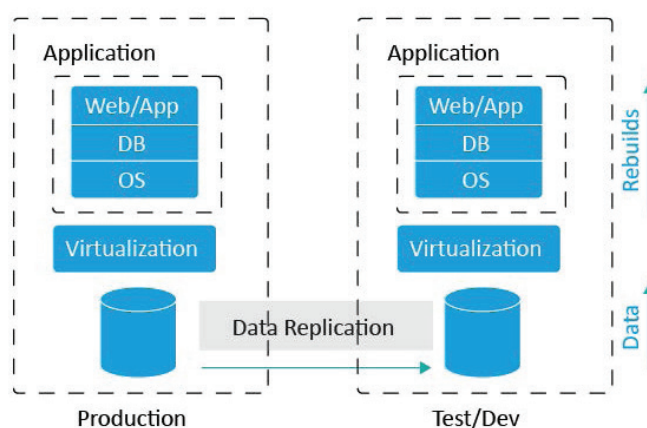 Application
Web/App
DB
OS
Virtualization
Application
Web/App
DB
OS
Virtualization
Rebuilds
Data
Data Replication
Production
Test/Dev